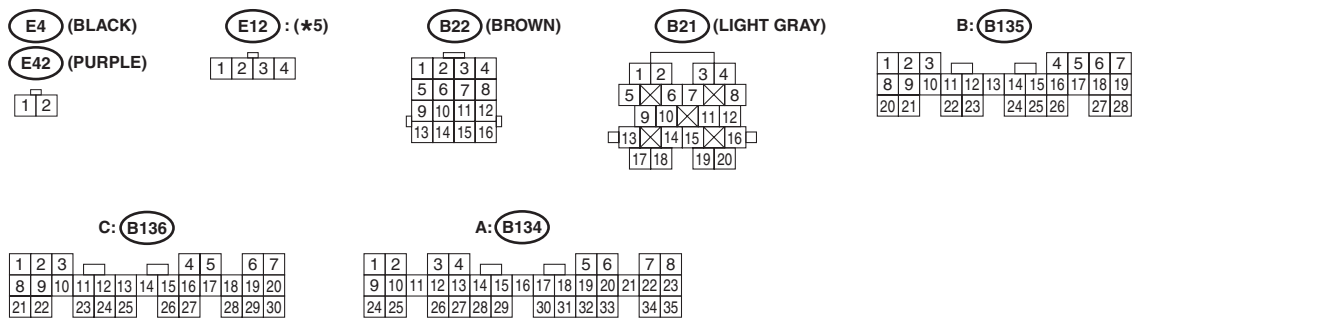 E4 (BLACK)
E12 : (*5)
B22 (BROWN)
B21 (LIGHT GRAY)
B: B135
E42 (PURPLE)
1 2
1 2 3 4
1 2 3 4
5 6 7 8
9 10 11 12
13 14 15 16
1 2 3 4
5 6 7 8
9 10 11 12
13 14 15 16
17 18 19 20
1 2 3 4 5 6 7
8 9 10 11 12 13 14 15 16 17 18 19
20 21 22 23 24 25 26 27 28
C: B136
1 2 3 4 5 6 7
8 9 10 11 12 13 14 15 16 17 18 19 20
21 22 23 24 25 26 27 28 29 30
A: B134
1 2 3 4 5 6 7 8
9 10 11 12 13 14 15 16 17 18 19 20 21 22 23
24 25 26 27 28 29 30 31 32 33 34 35